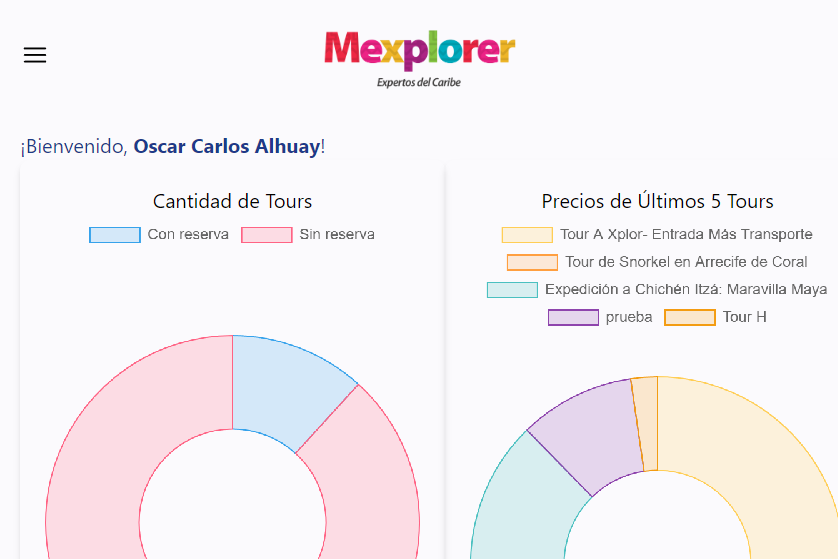 Mexplorer
Expertos del Caribe
¡Bienvenido, Oscar Carlos Alhuay!
Cantidad de Tours
Con reserva
Sin reserva
Precios de Últimos 5 Tours
Tour A Xplor- Entrada Más Transporte
Tour de Snorkel en Arrecife de Coral
Expedición a Chichén Itzá: Maravilla Maya
prueba
Tour H